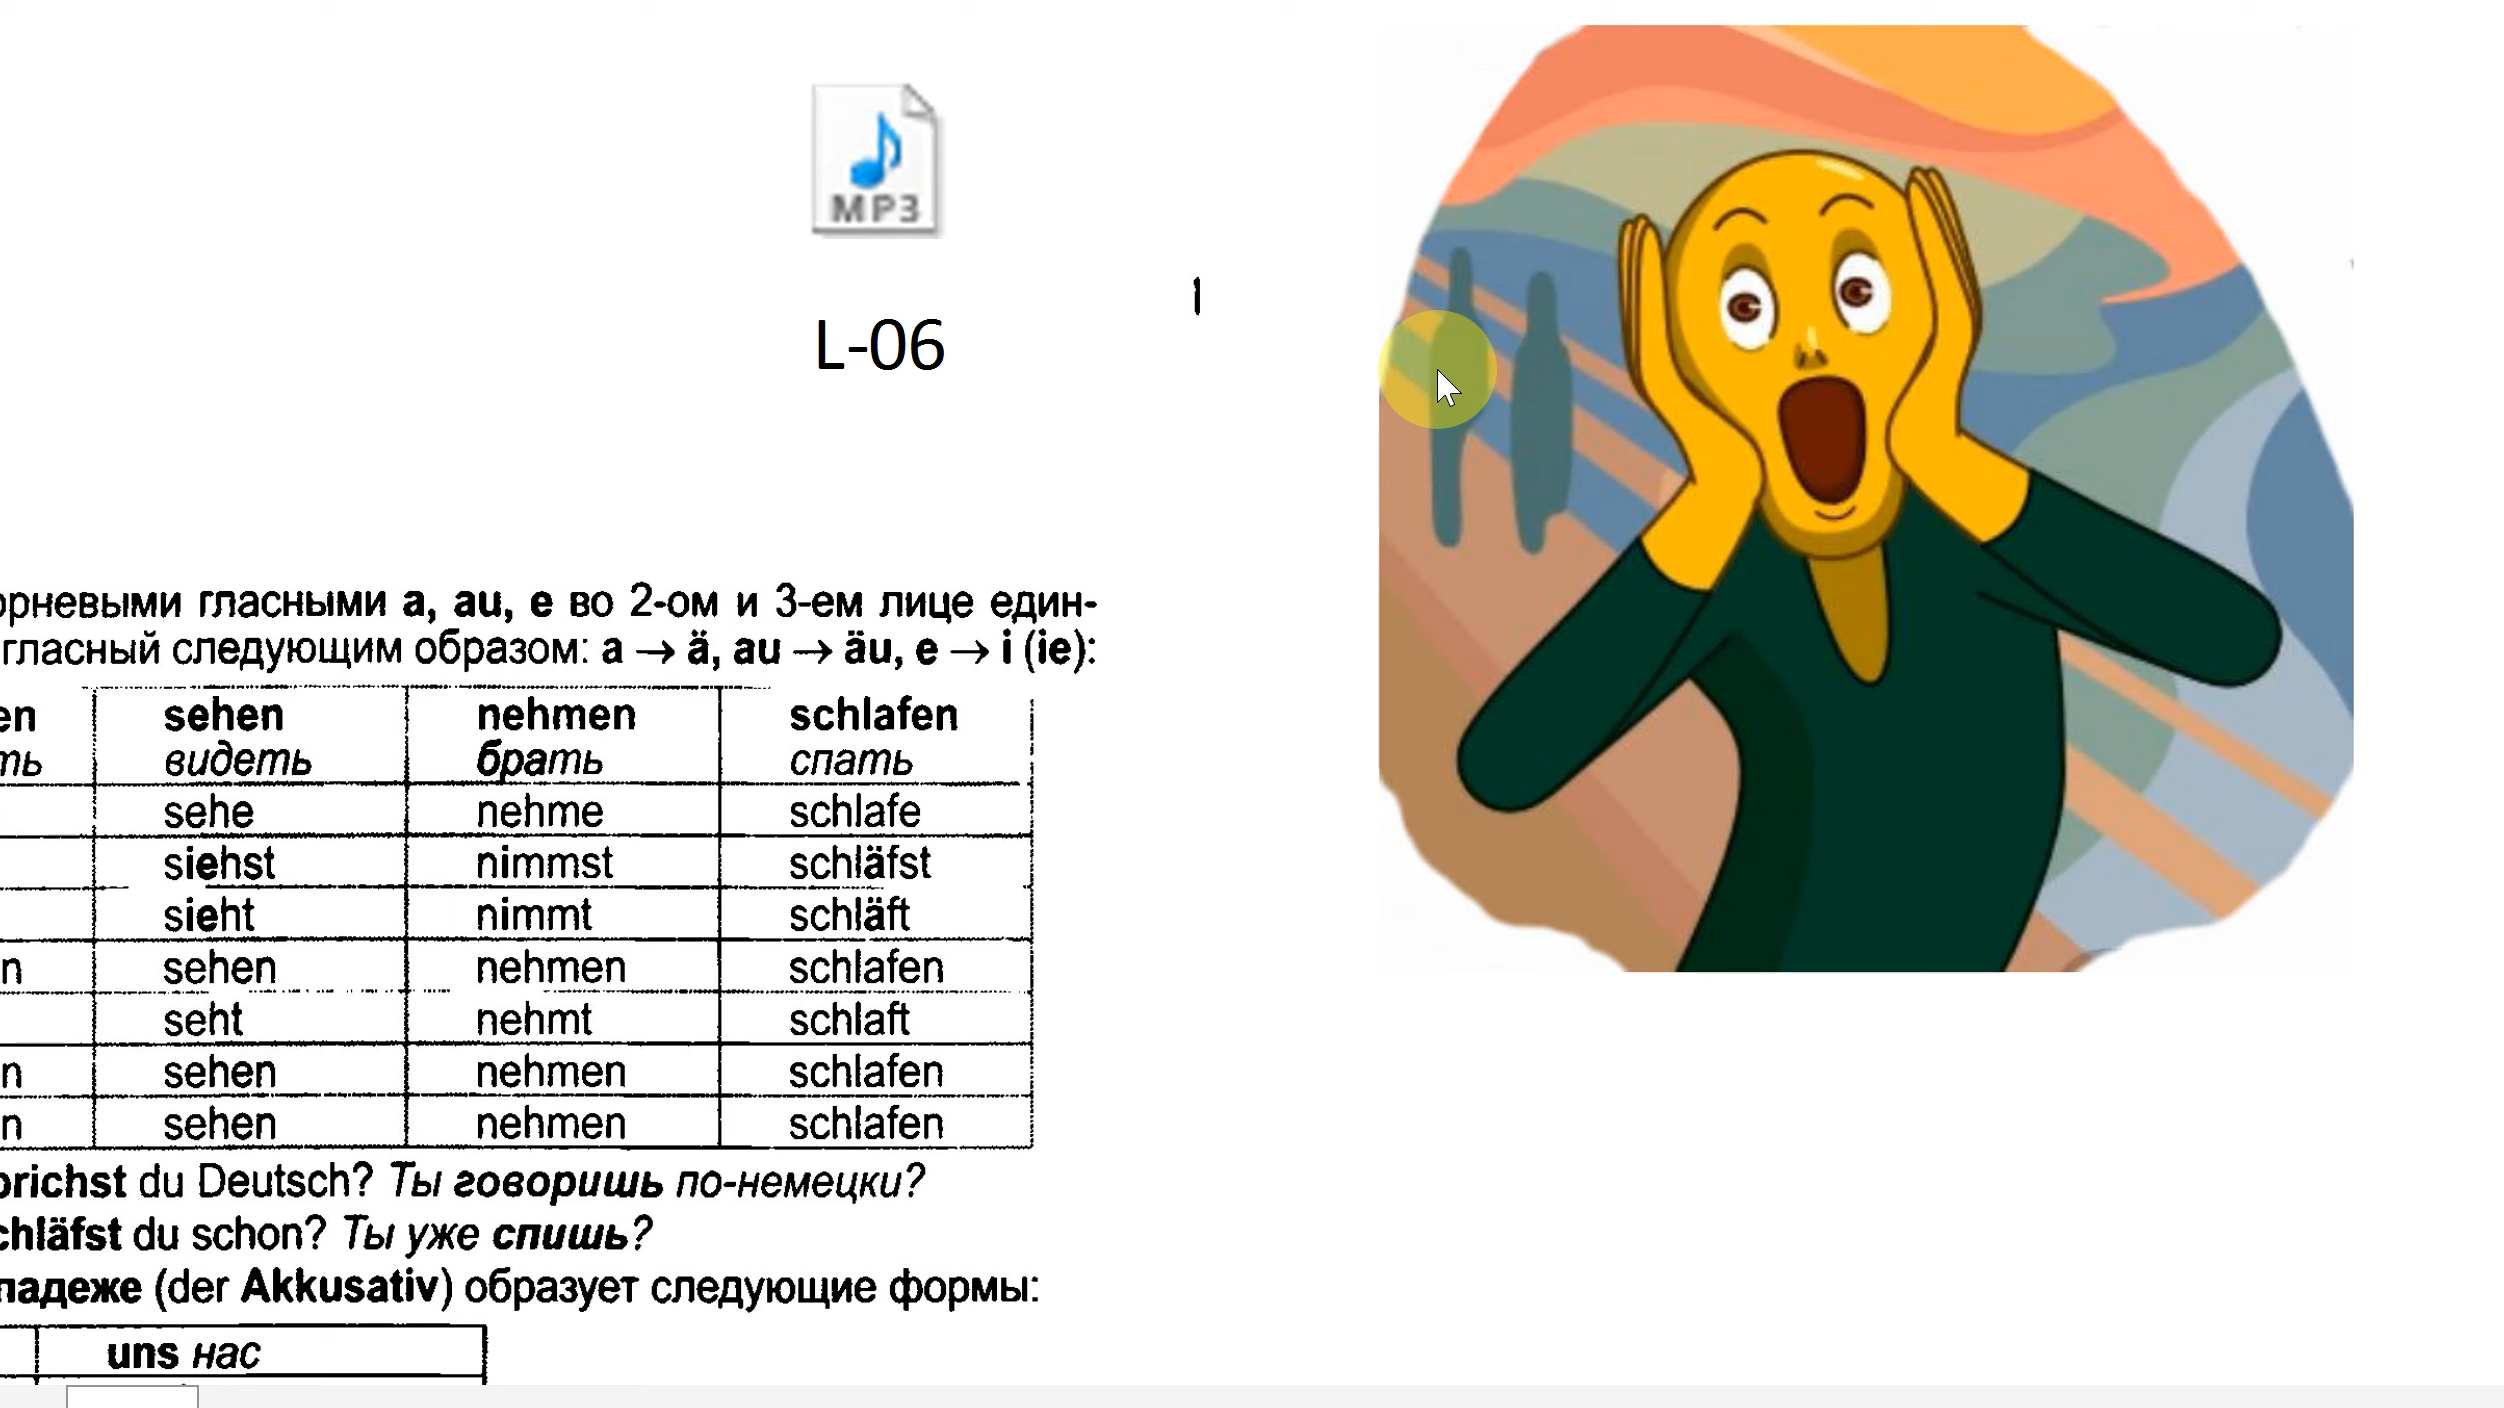 MP3
L-06
орневыми гласными a, au, e во 2-ом и 3-ем лице един-
гласный следующим образом: a → ä, au → äu, e → i (ie):
en sehen nehmen schlafen
ть видеть брать спать
sehe nehme schlafe
siehst nimmst schläfst
sieht nimmt schläft
n sehen nehmen schlafen
seht nehmt schlaft
n sehen nehmen schlafen
n sehen nehmen schlafen
prichst du Deutsch? Ты говоришь по-немецки?
chläfst du schon? Ты уже спишь?
падеже (der Akkusativ) образует следующие формы:
uns нас